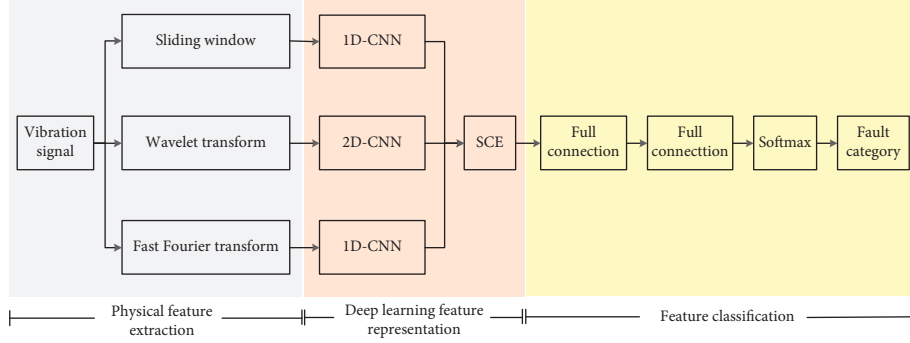 Sliding window
1D-CNN
Vibration
signal
Wavelet transform
2D-CNN
SCE
Full
connection
Full
connecttion
Softmax
Fault
category
Fast Fourier transform
1D-CNN
Physical feature
extraction
Deep learning feature
representation
Feature classification